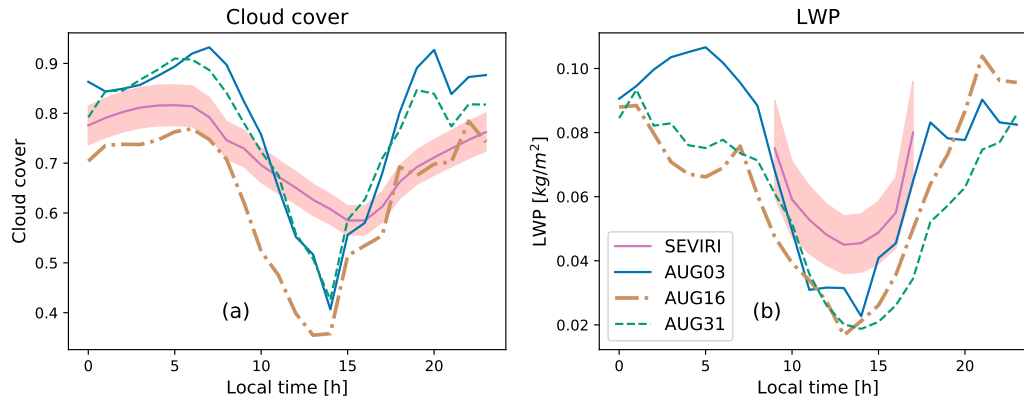 Cloud cover
Cloud cover
0.9
0.8
0.7
0.6
0.5
0.4
(a)
0
5
10
15
20
Local time [h]
LWP
LWP [kg/m²]
0.10
0.08
0.06
0.04
0.02
SEVIRI
AUG03
AUG16
AUG31
(b)
0
5
10
15
20
Local time [h]